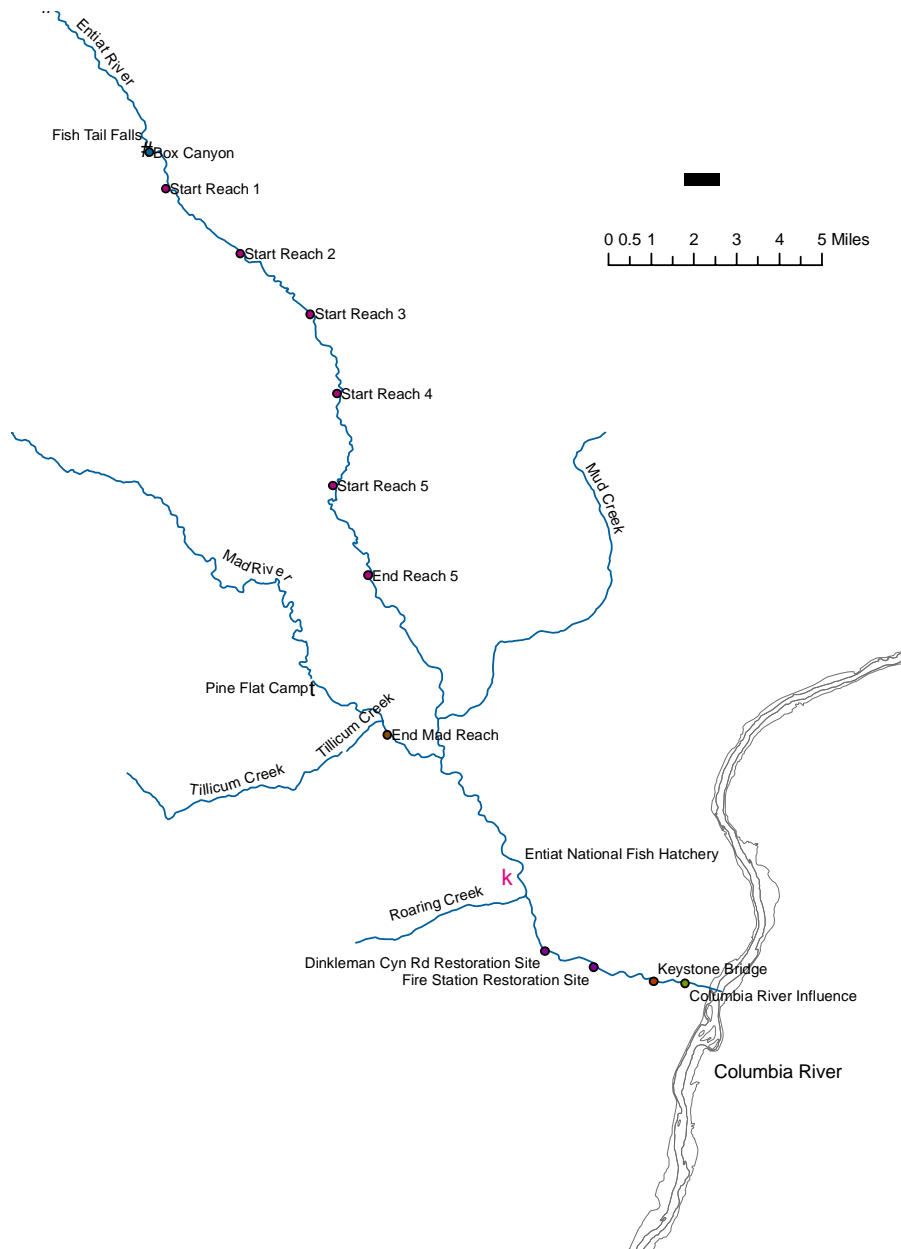 Entiat River
Fish Tail Falls
#
Box Canyon
Start Reach 1
0 0.5 1 2 3 4 5 Miles
Start Reach 2
Start Reach 3
Start Reach 4
Mud Creek
Start Reach 5
MadRiver
End Reach 5
Pine Flat Camp
t
Tillicum Creek
End Mad Reach
Tillicum Creek
Entiat National Fish Hatchery
k
Roaring Creek
Dinkleman Cyn Rd Restoration Site
Keystone Bridge
Fire Station Restoration Site
Columbia River Influence
Columbia River